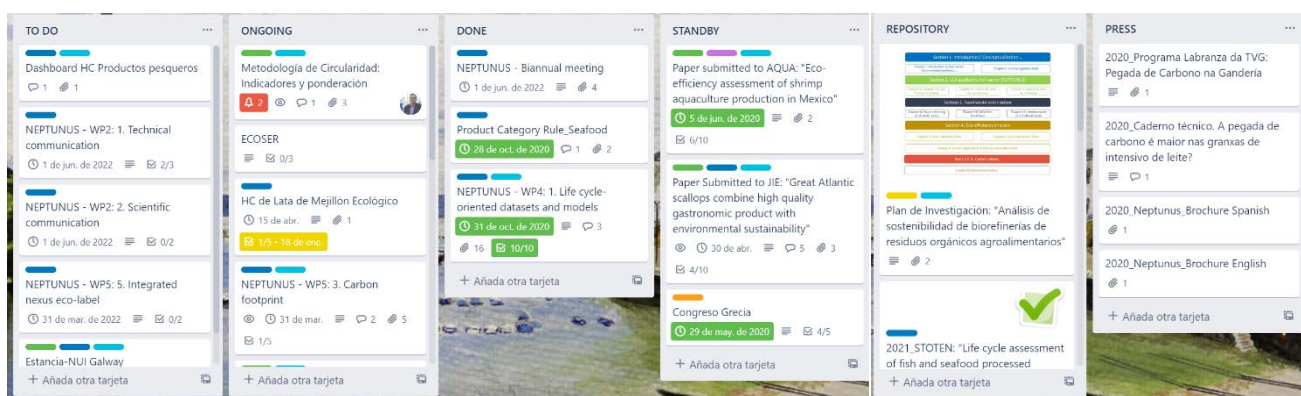 TO DO
Dashboard HC Productos pesqueros
1 1
NEPTUNUS - WP2: 1. Technical
communication
1 de jun. de 2022 2/3
NEPTUNUS - WP2: 2. Scientific
communication
1 de jun. de 2022 0/2
NEPTUNUS - WP5: 5. Integrated
nexus eco-label
31 de mar. de 2022 0/2
Estancia-NUI Galway
+ Añada otra tarjeta
ONGOING
Metodología de Circularidad:
Indicadores y ponderación
2 1 3
ECOSER
0/3
HC de Lata de Mejillón Ecológico
15 de abr. 1
1/5 • 18 de ene.
NEPTUNUS - WP5: 3. Carbon
footprint
31 de mar. 2 5
1/5
+ Añada otra tarjeta
DONE
NEPTUNUS - Biannual meeting
1 de jun. de 2022 4
Product Category Rule_Seafood
28 de oct. de 2020 1 2
NEPTUNUS - WP4: 1. Life cycle-
oriented datasets and models
31 de oct. de 2020 3
16 10/10
+ Añada otra tarjeta
STANDBY
Paper submitted to AQUA: "Eco-
efficiency assessment of shrimp
aquaculture production in Mexico"
5 de jun. de 2020 2
6/10
Paper Submitted to JIE: "Great Atlantic
scallops combine high quality
gastronomic product with
environmental sustainability"
30 de abr. 5 3
4/10
Congreso Grecia
29 de may. de 2020 4/5
+ Añada otra tarjeta
REPOSITORY
Plan de Investigación: "Análisis de
sostenibilidad de biorefinerías de
residuos orgánicos agroalimentarios"
2
2021_STOTEN: "Life cycle assessment
of fish and seafood processed
+ Añada otra tarjeta
PRESS
2020_Programa Labranza da TVG:
Pegada de Carbono na Gandería
1
2020_Caderno técnico. A pegada de
carbono é maior nas granxas de
intensivo de leite?
1
2020_Neptunus_Brochure Spanish
1
2020_Neptunus_Brochure English
1
+ Añada otra tarjeta